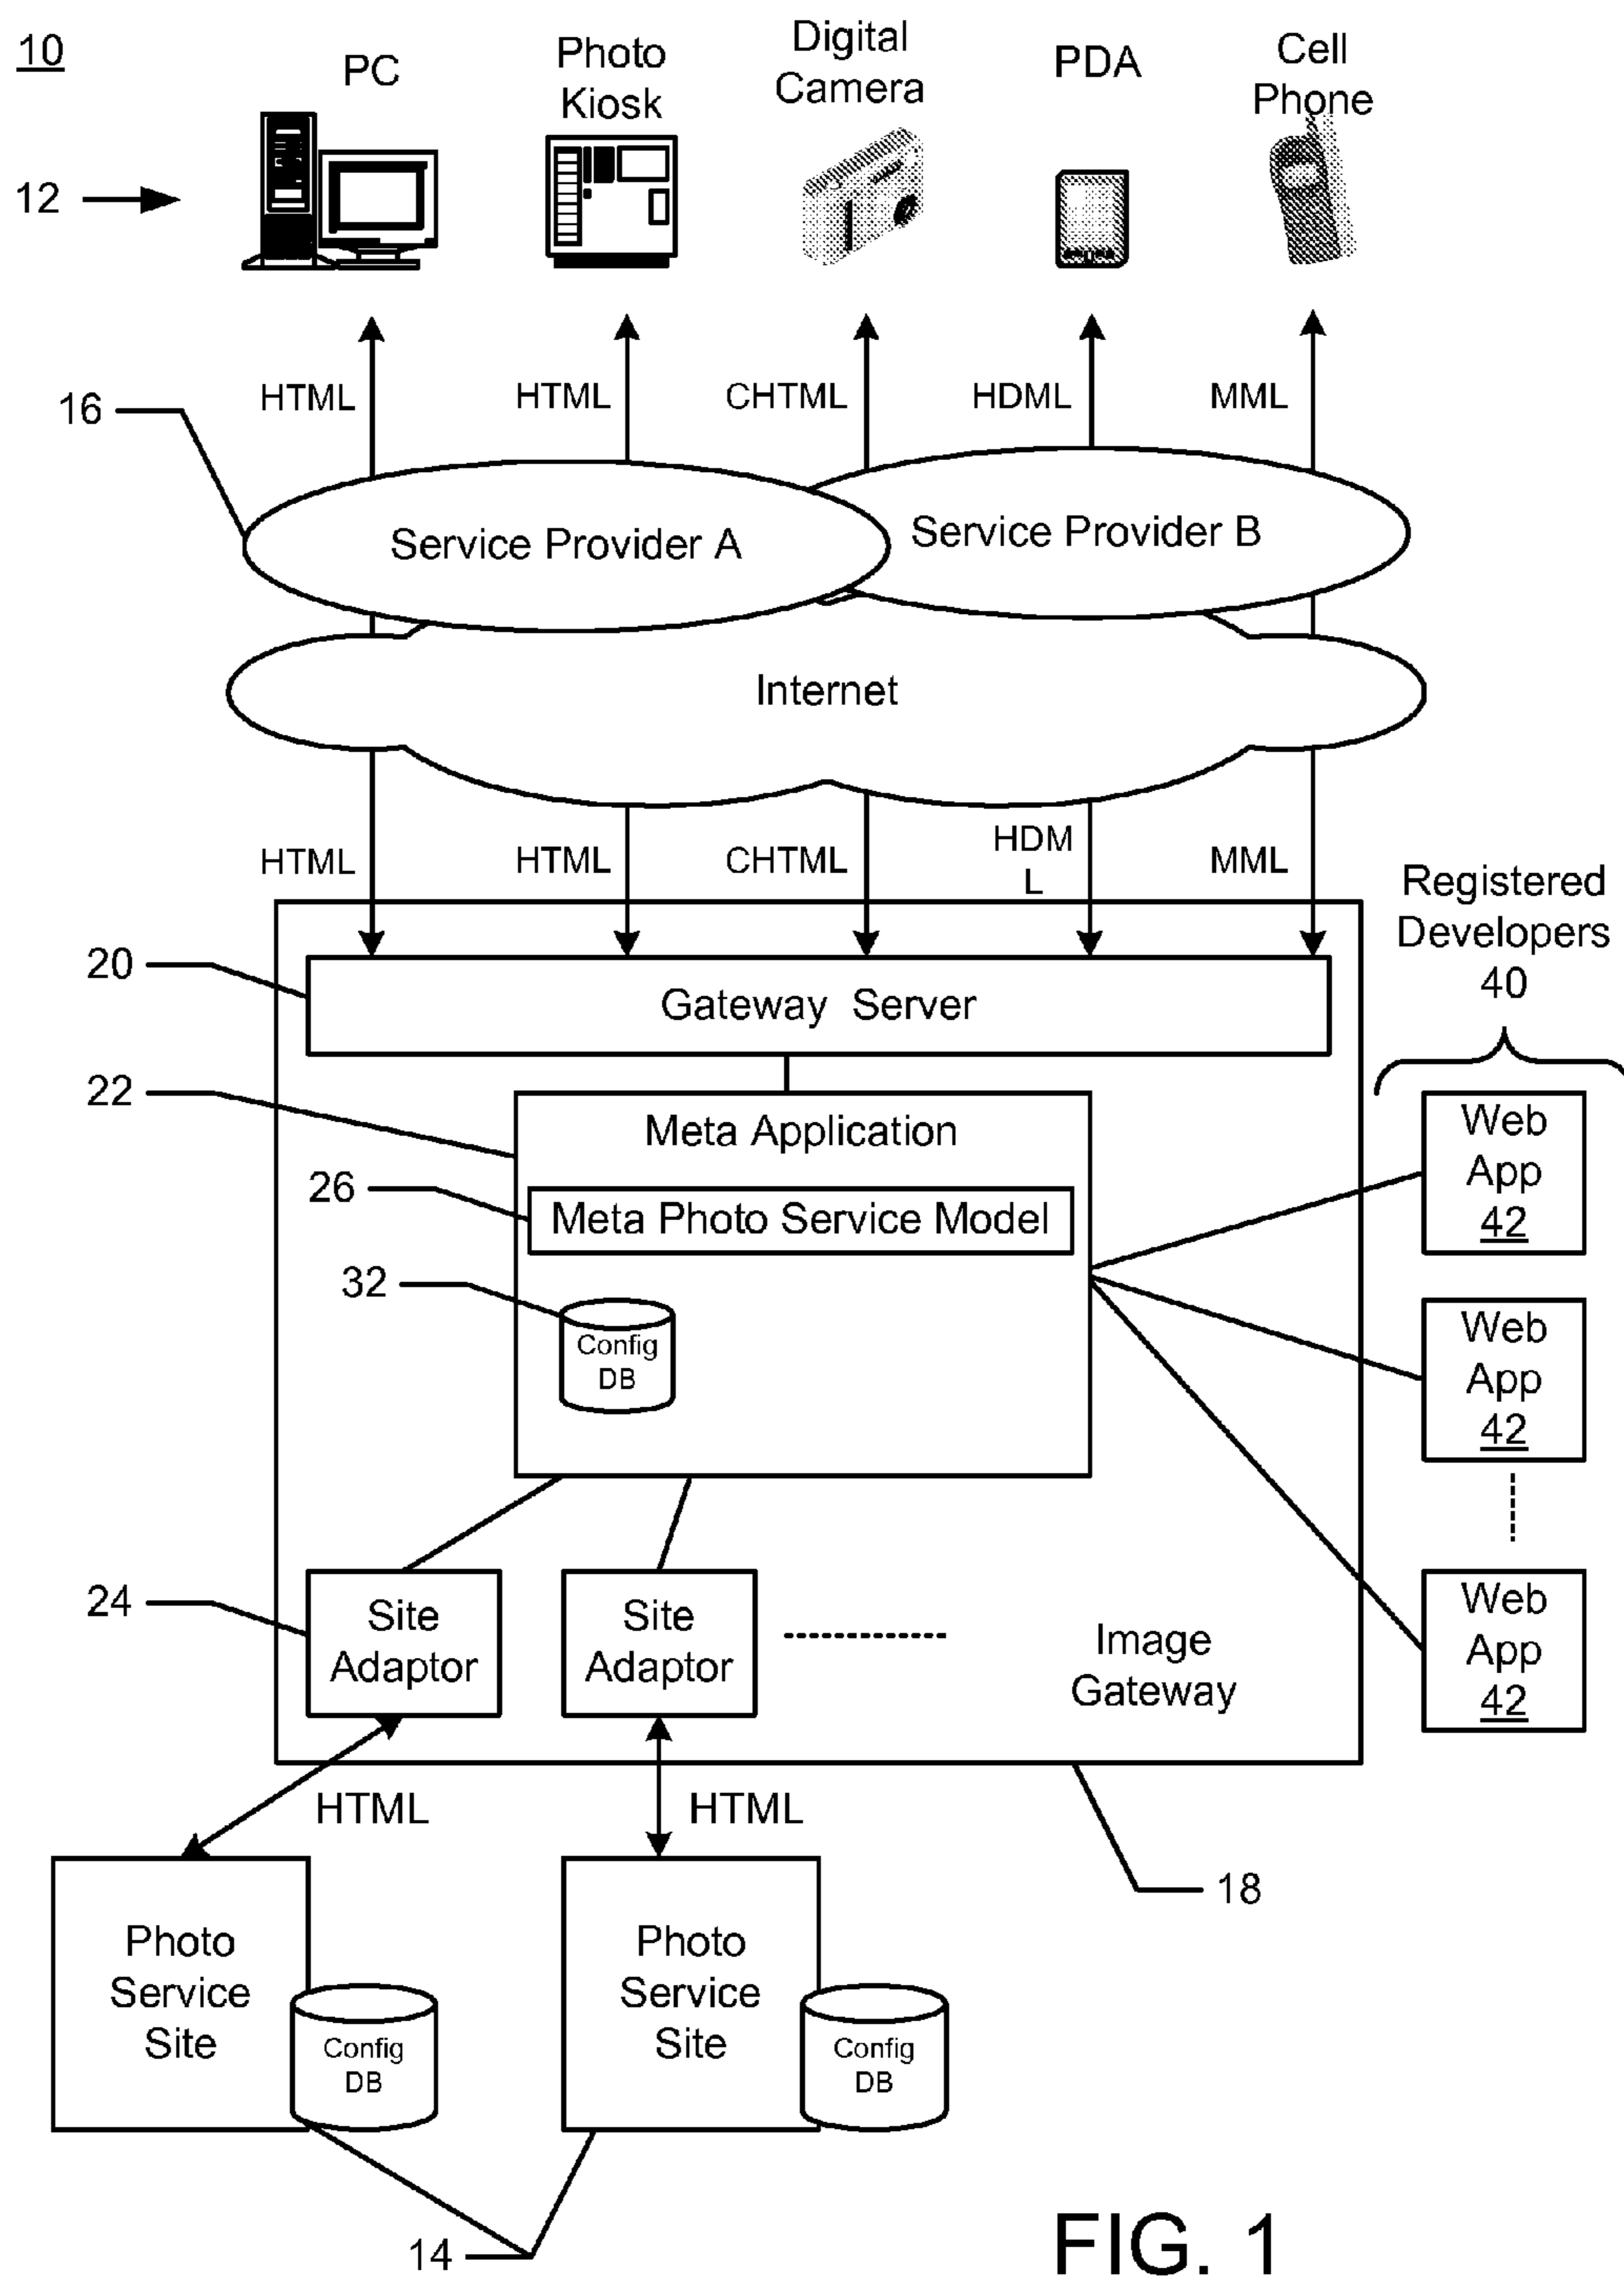 10
PC
Photo
Kiosk
Digital
Camera
PDA
Cell
Phone
12
HTML
HTML
CHTML
HDML
MML
16
Service Provider A
Service Provider B
Internet
HTML
HTML
CHTML
HDM
L
MML
Registered
Developers
40
20
Gateway Server
22
Meta Application
26
Meta Photo Service Model
32
Config
DB
Web
App
42
Web
App
42
Web
App
42
24
Site
Adaptor
Site
Adaptor
Image
Gateway
HTML
HTML
18
Photo
Service
Site
Config
DB
Photo
Service
Site
Config
DB
14
FIG. 1